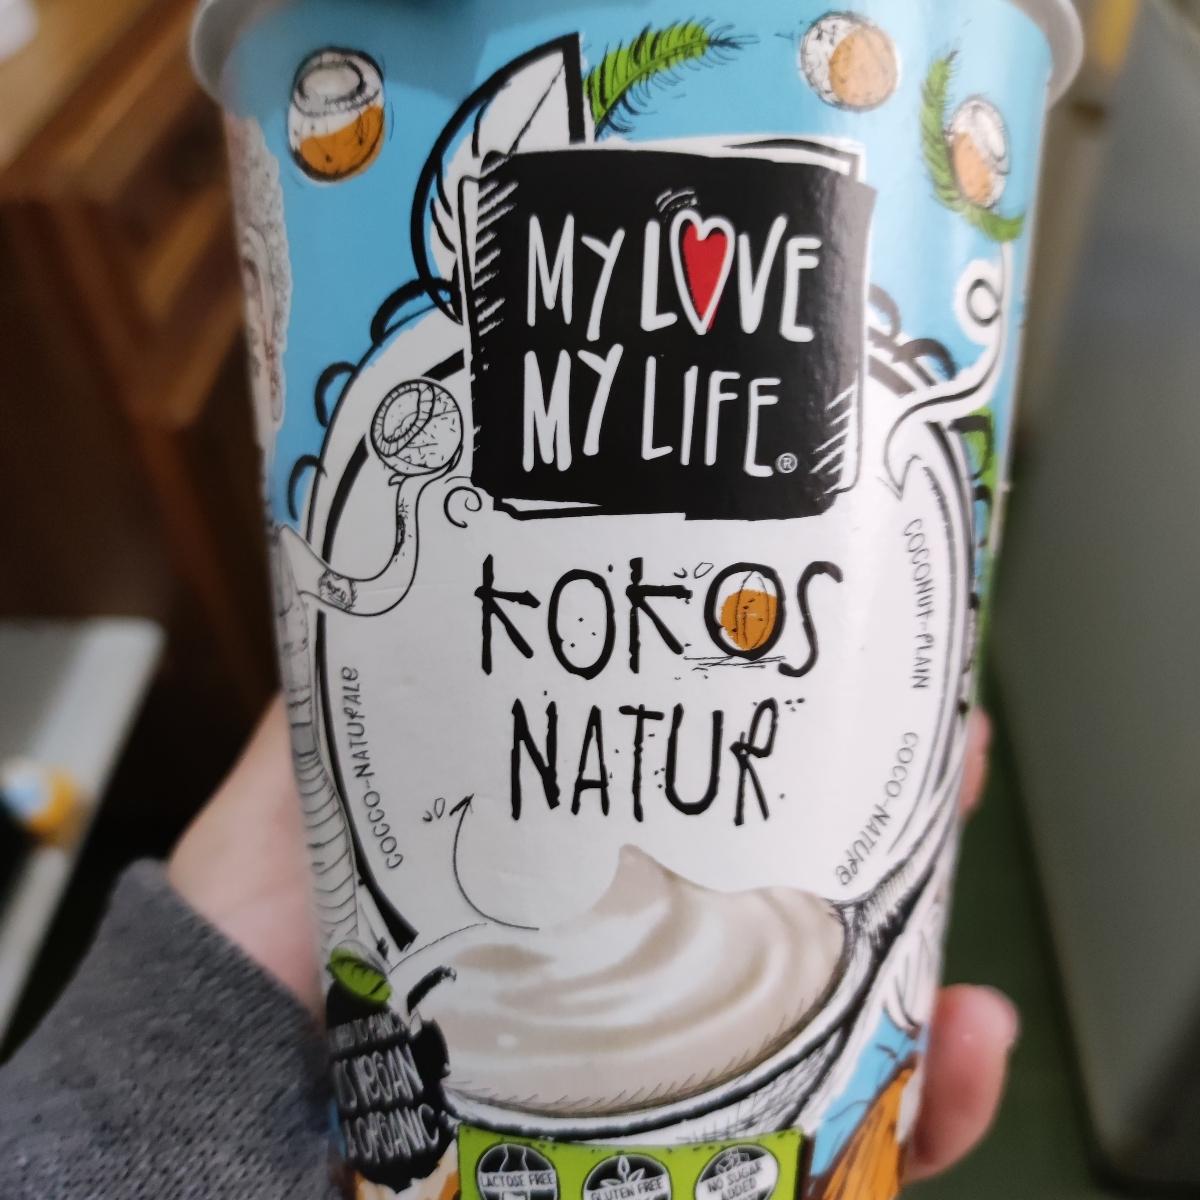 MY LOVE
MY LIFE®
KOKOS
NATUR
COCCO-NATURALE
COCONUT-PLAIN
COCO-NATURE
VEGAN
ORGANIC
LACTOSE FREE
GLUTEN FREE
NO SUGAR
ADDED